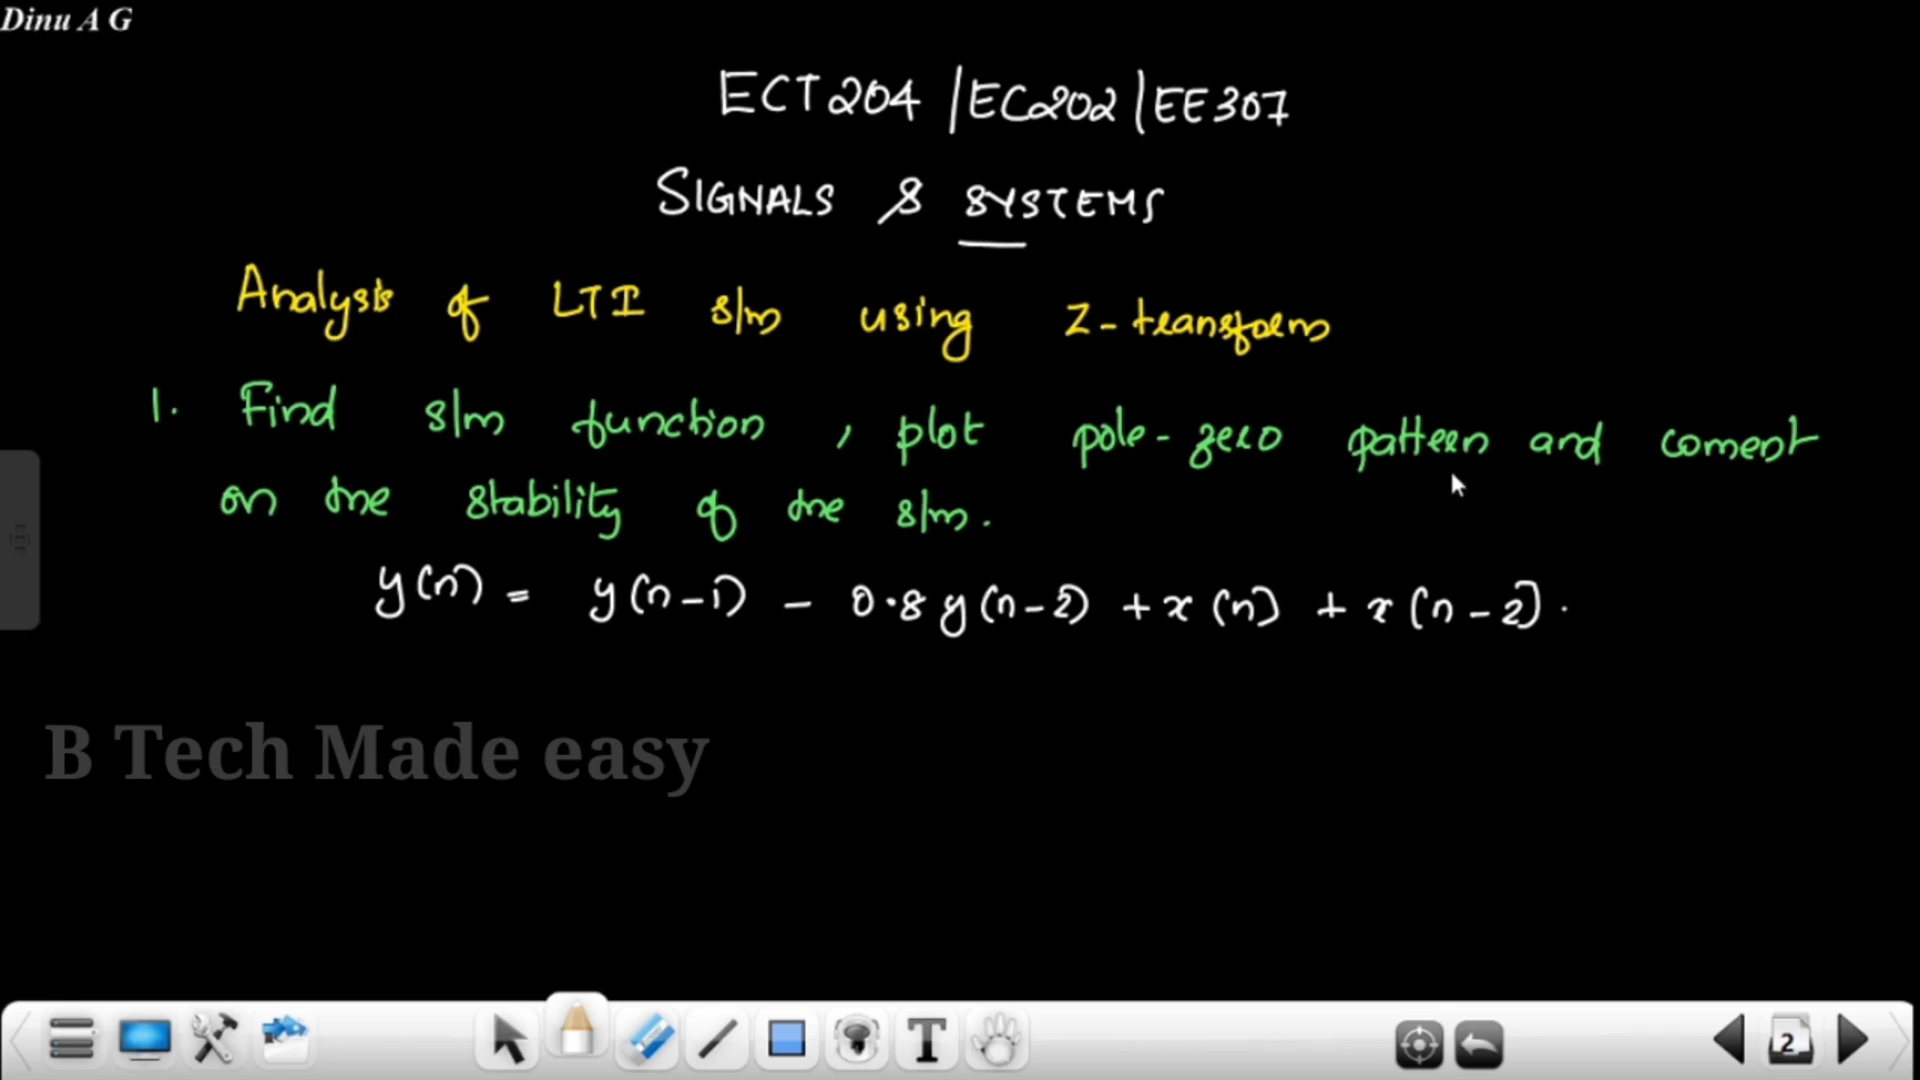 Dinu A G
ECT204 |EC202|EE307
SIGNALS & SYSTEMS
Analysis of LTI s/m using Z-transform
1. Find s/m function, plot pole-zero pattern and coment
on the stability of the s/m.
y(n) = y(n-1) - 0.8y(n-2) + x(n) + x(n-2).
B Tech Made easy
T
2